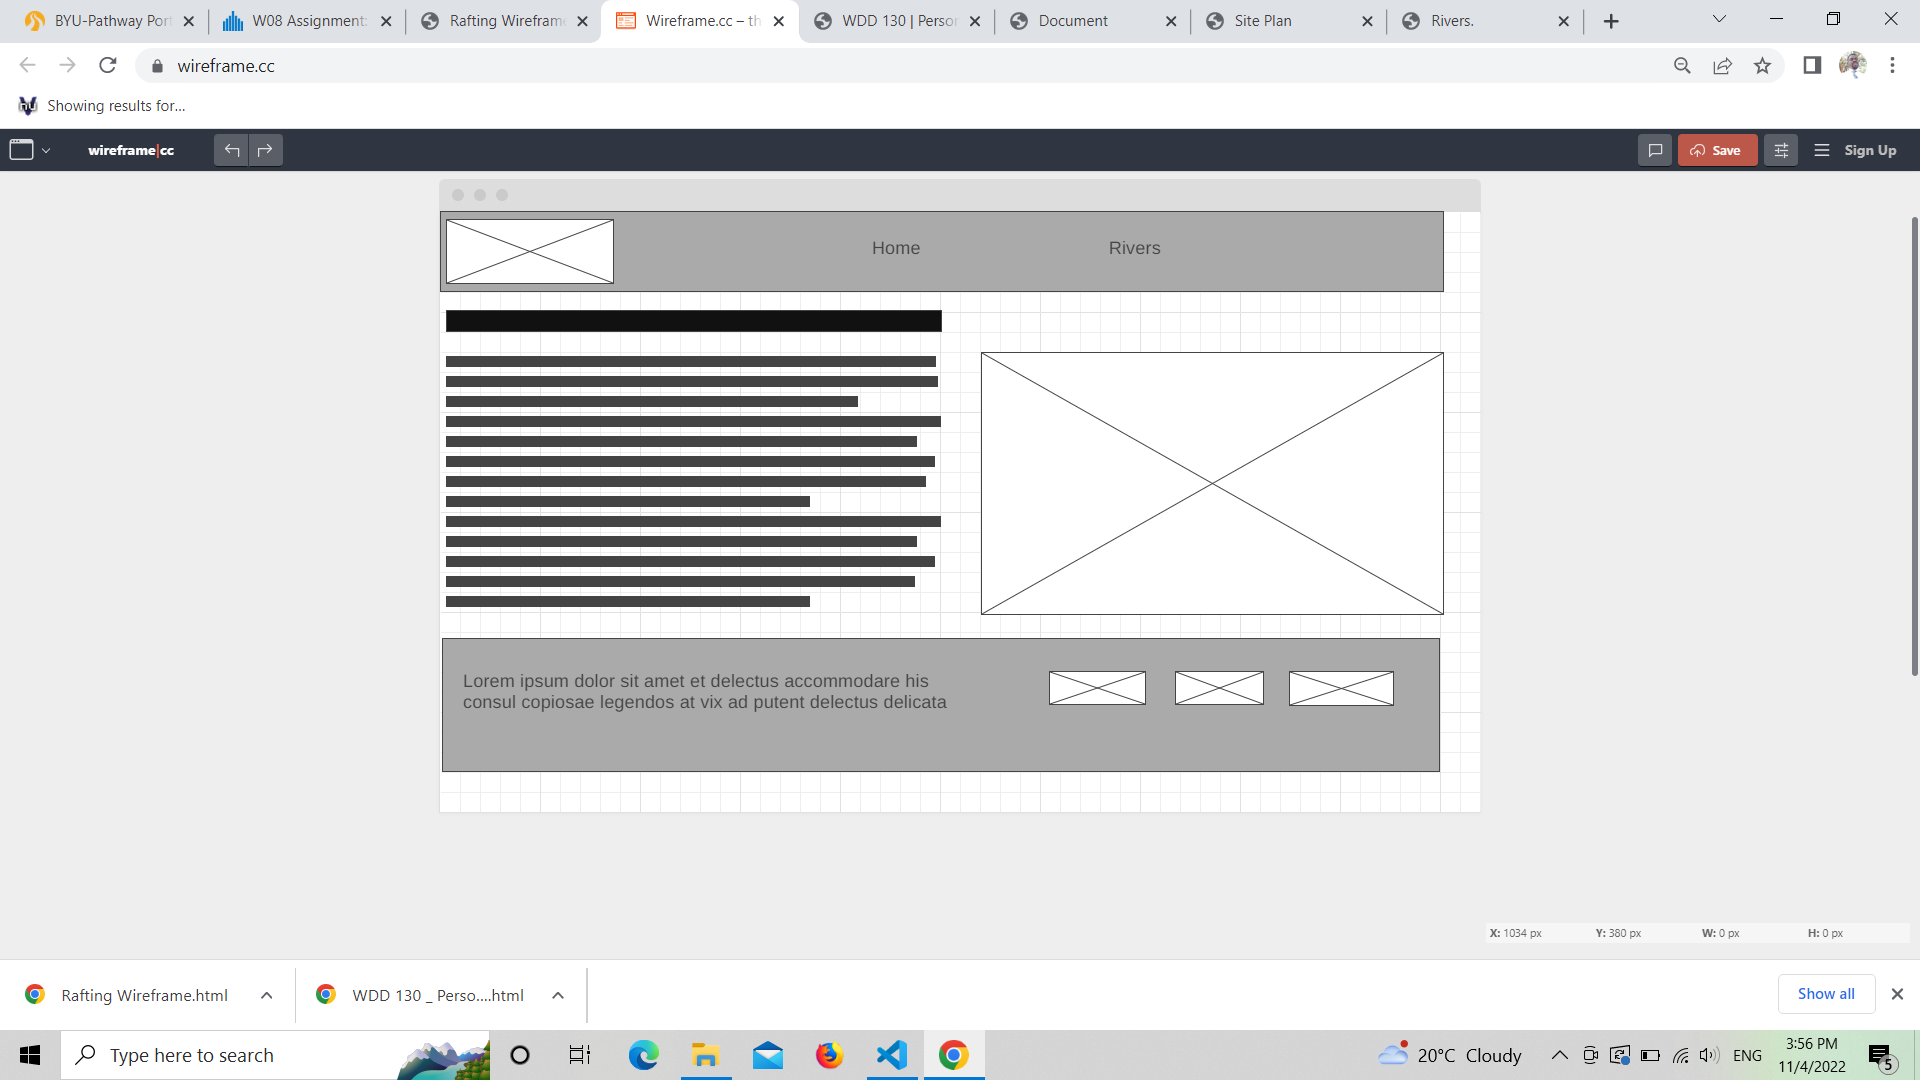 BYU-Pathway Port
W08 Assignment:
Rafting Wireframe
Wireframe.cc – th
WDD 130 | Person
Document
Site Plan
Rivers.
wireframe.cc
Showing results for...
wireframe|cc
Save
Sign Up
Home
Rivers
Lorem ipsum dolor sit amet et delectus accommodare his
consul copiosae legendos at vix ad putent delectus delicata
X: 1034 px Y: 380 px W: 0 px H: 0 px
Rafting Wireframe.html
WDD 130 _ Perso....html
Show all
Type here to search
20°C Cloudy
ENG
3:56 PM
11/4/2022
5